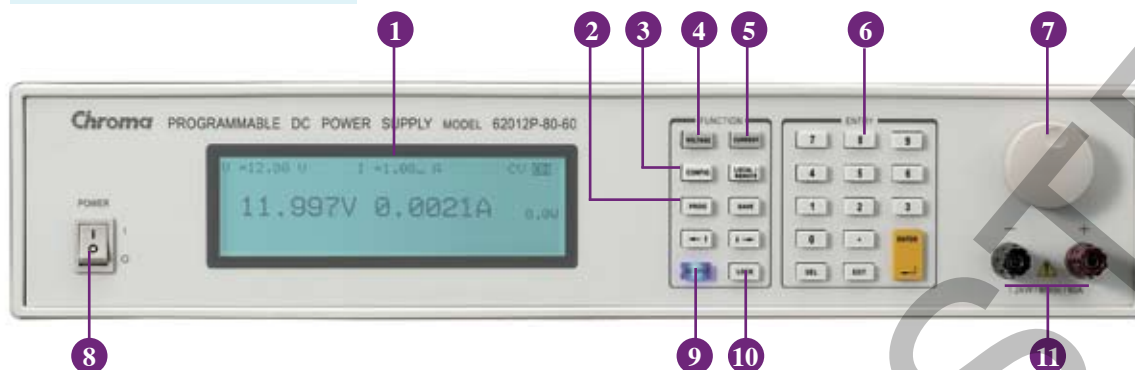 1
2
3
4
5
6
7
Chroma PROGRAMMABLE DC POWER SUPPLY MODEL 62012P-80-60
FUNCTION
ENTRY
VOLTAGE CURRENT
7 8 9
V =12.00 V I =1.00 A CV
CONFIG LOCAL/REMOTE
4 5 6
11.997V 0.0021A 0.0W
POWER
PROG SAVE
1 2 3
I
O
0 . ENTER
LOCK
SEL EXIT
- +
8
9
10
11